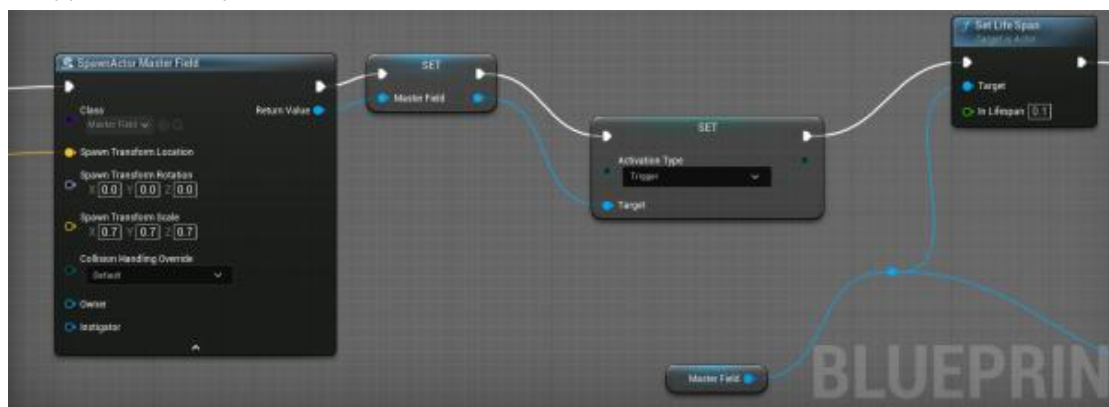 SpawnActor Master Field
Class
Master Field
Return Value
Spawn Transform Location
Spawn Transform Rotation
X 0.0 Y 0.0 Z 0.0
Spawn Transform Scale
X 0.7 Y 0.7 Z 0.7
Collision Handling Override
Default
Owner
Instigator
SET
Master Field
SET
Activation Type
Trigger
Target
Set Life Span
Target is Actor
Target
In Lifespan 0.1
Master Field
BLUEPRIN